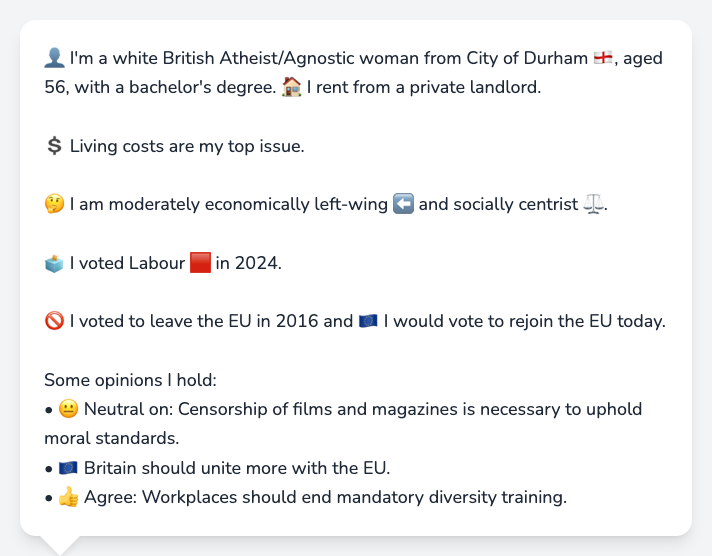 👤 I'm a white British Atheist/Agnostic woman from City of Durham 🏴󠁧󠁢󠁥󠁮󠁧󠁿, aged
56, with a bachelor's degree. 🏠 I rent from a private landlord.
💲 Living costs are my top issue.
🤔 I am moderately economically left-wing ⬅️ and socially centrist ⚖️.
🗳️ I voted Labour 🟥 in 2024.
🚫 I voted to leave the EU in 2016 and 🇪🇺 I would vote to rejoin the EU today.
Some opinions I hold:
• 😐 Neutral on: Censorship of films and magazines is necessary to uphold
moral standards.
• 🇪🇺 Britain should unite more with the EU.
• 👍 Agree: Workplaces should end mandatory diversity training.